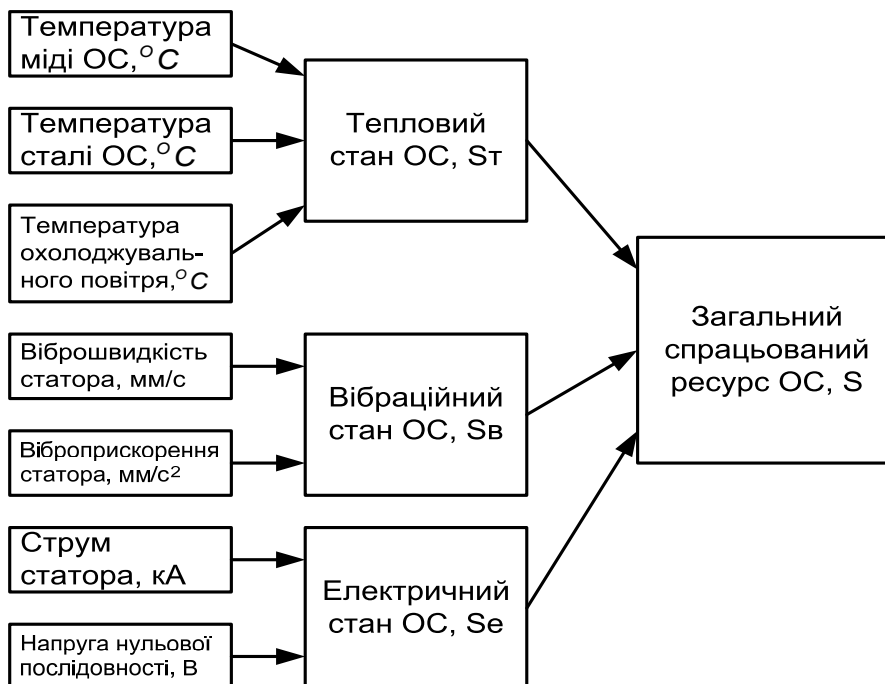 Температура
міді ОС,°C
Температура
сталі ОС,°C
Температура
охолоджуваль-
ного повітря,°C
Віброшвидкість
статора, мм/с
Віброприскорення
статора, мм/с²
Струм
статора, кА
Напруга нульової
послідовності, В
Тепловий
стан ОС, Sт
Вібраційний
стан ОС, Sв
Електричний
стан ОС, Sе
Загальний
спрацьований
ресурс ОС, S